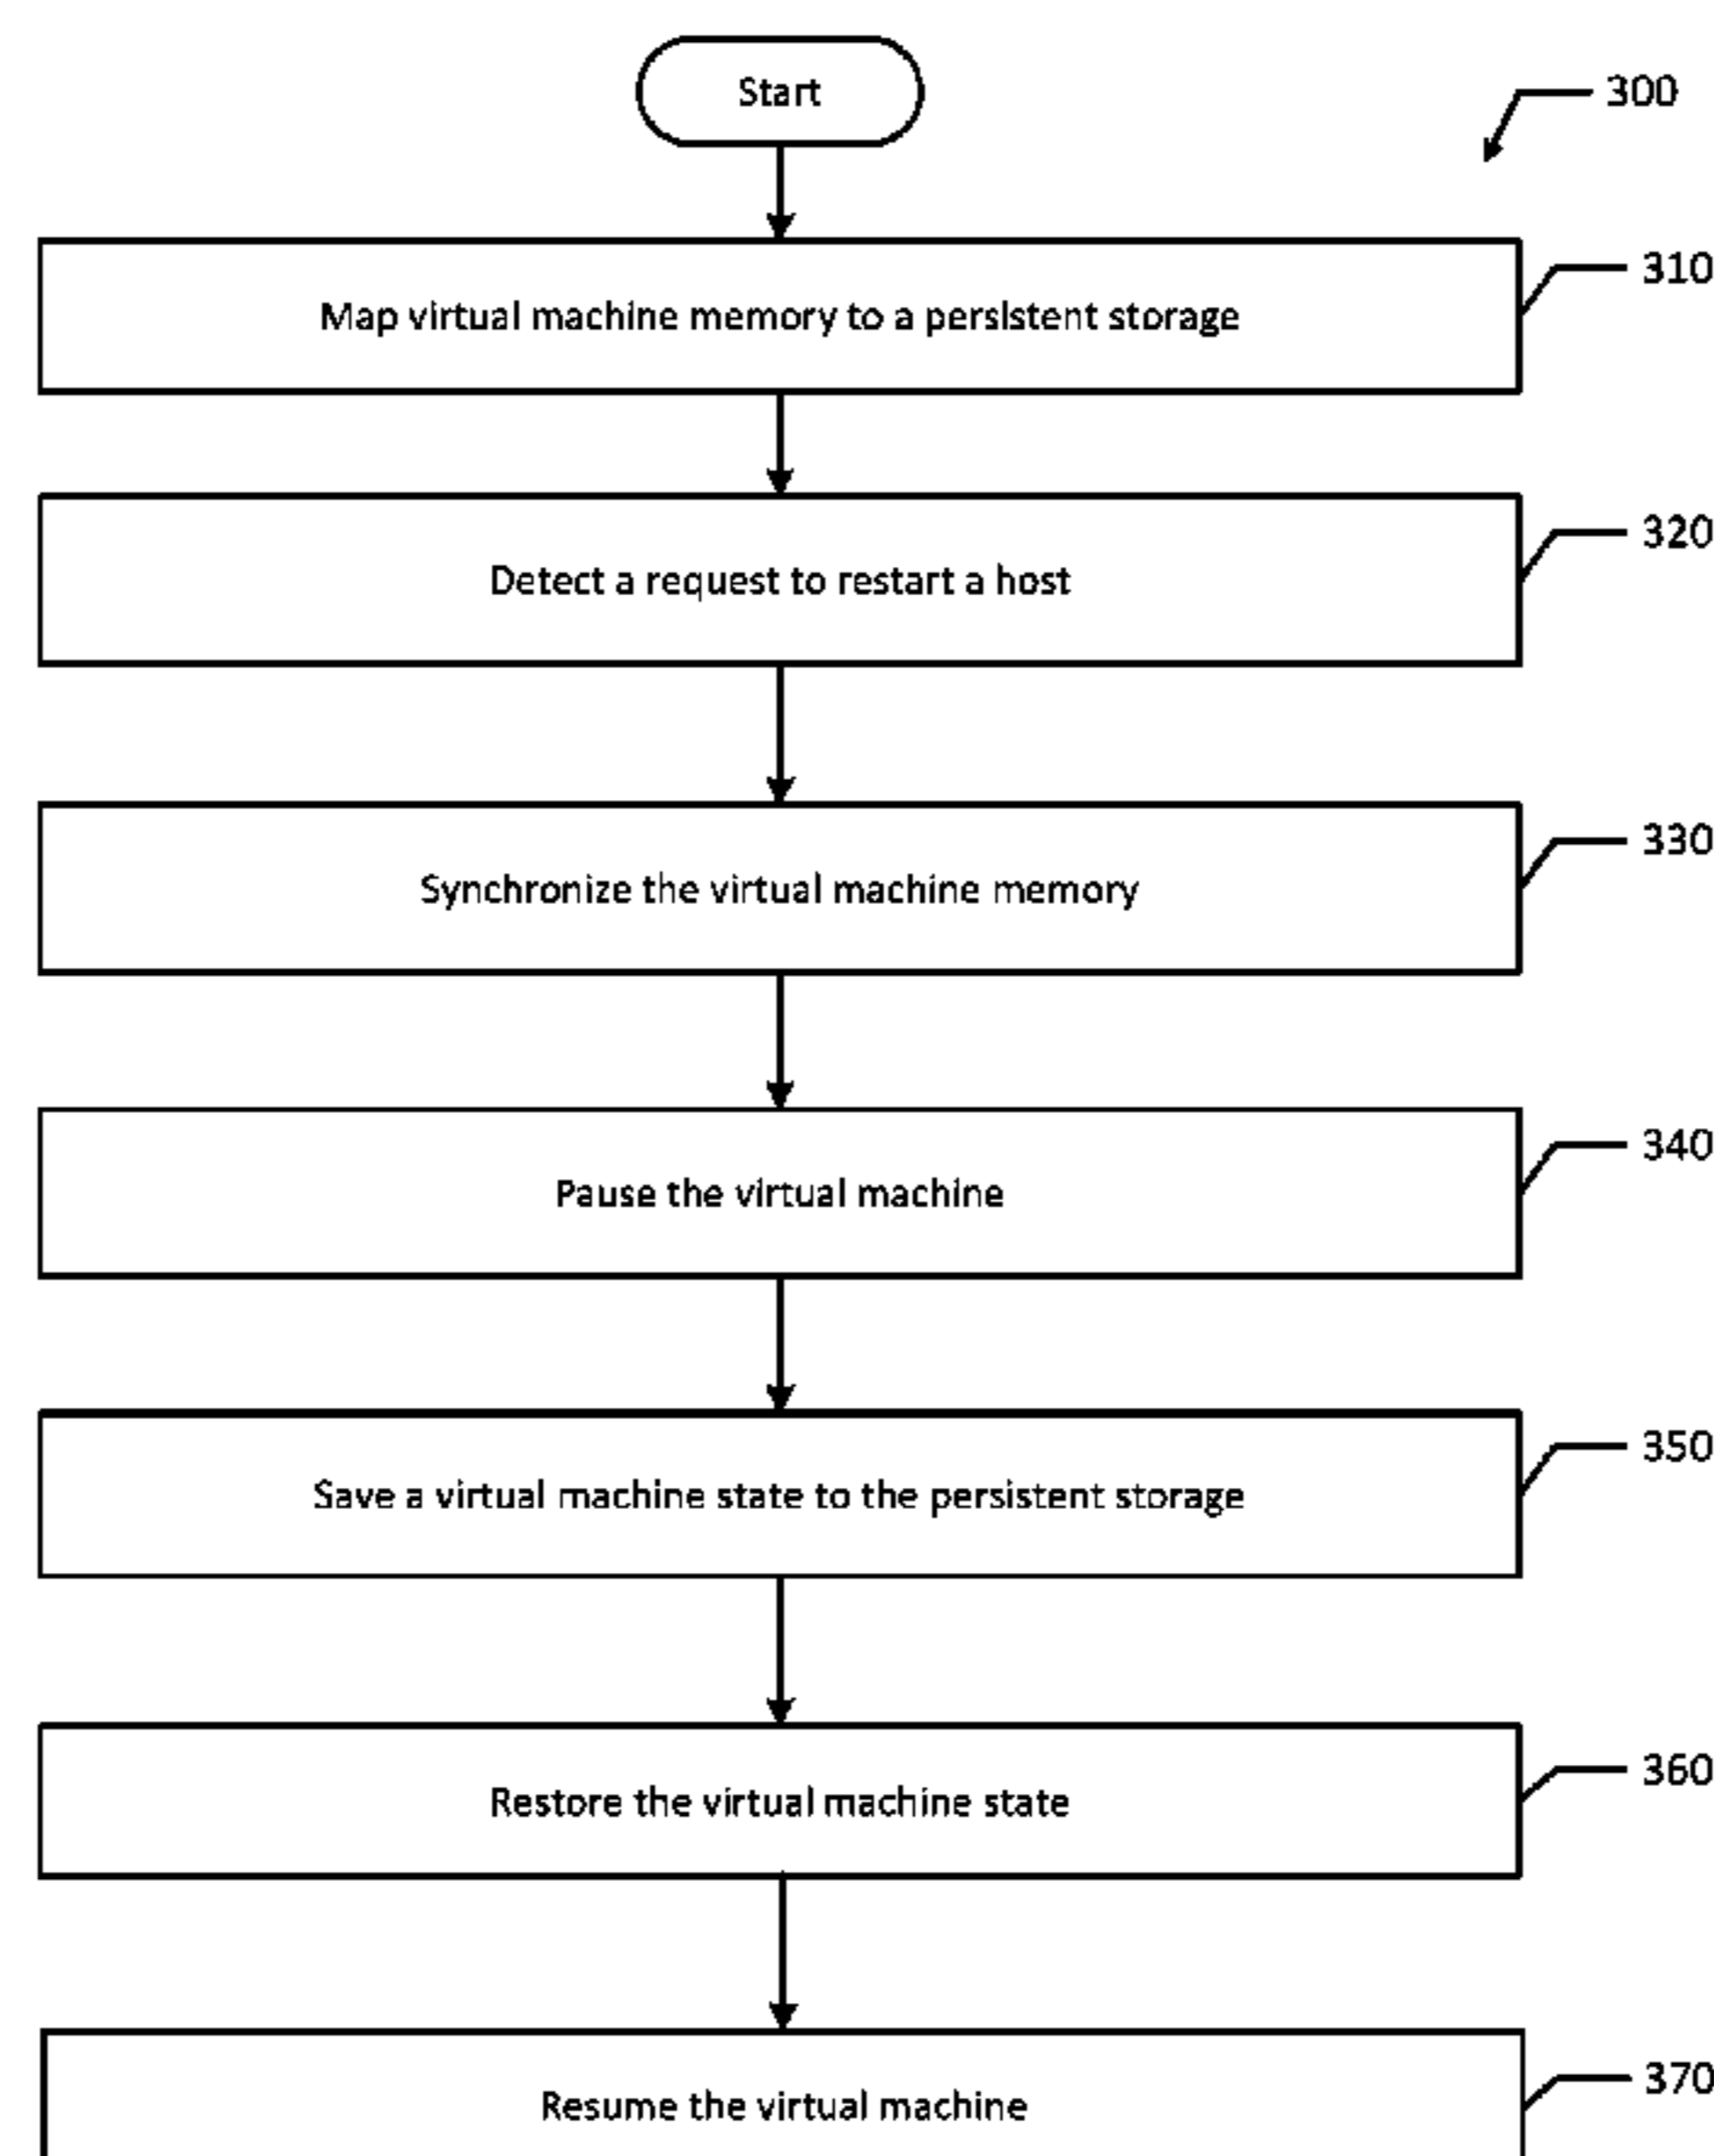 Start
300
310
Map virtual machine memory to a persistent storage
320
Detect a request to restart a host
330
Synchronize the virtual machine memory
340
Pause the virtual machine
350
Save a virtual machine state to the persistent storage
360
Restore the virtual machine state
370
Resume the virtual machine